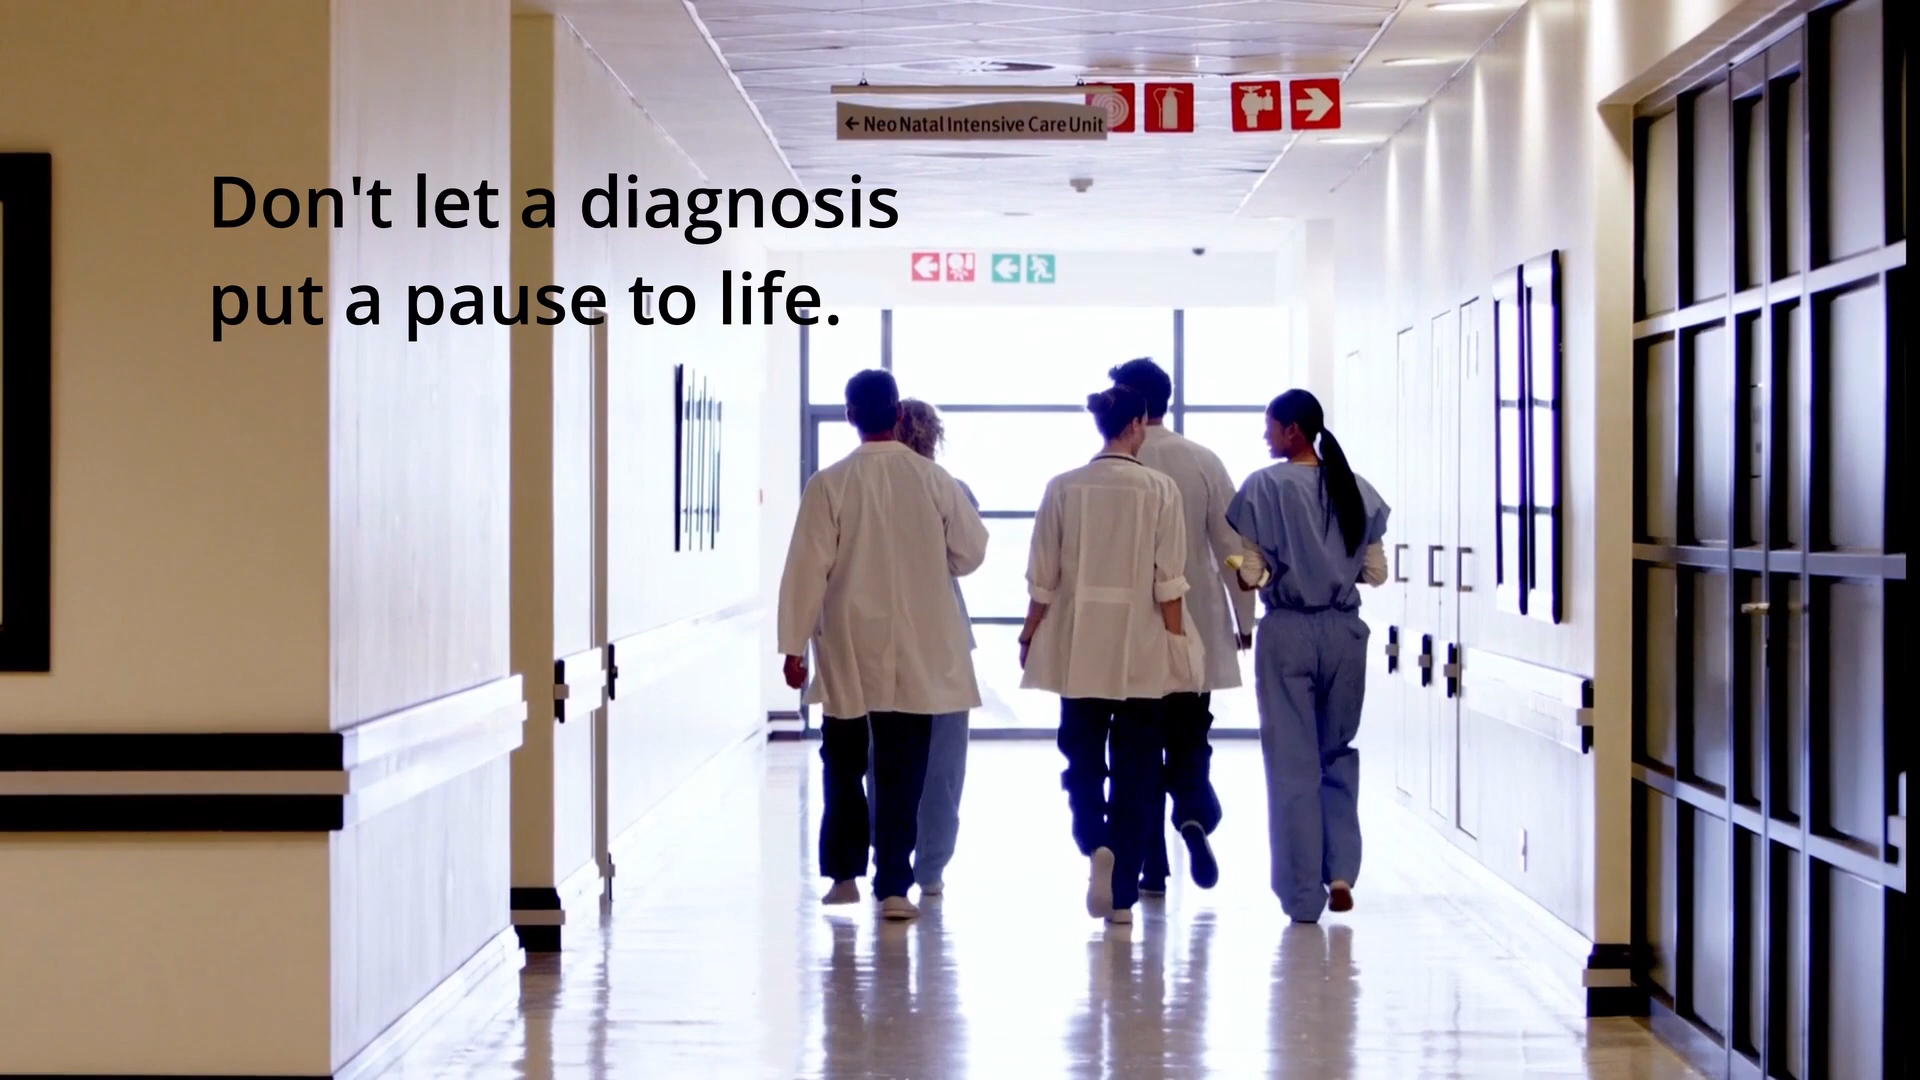 ← Neo Natal Intensive Care Unit
Don't let a diagnosis
put a pause to life.